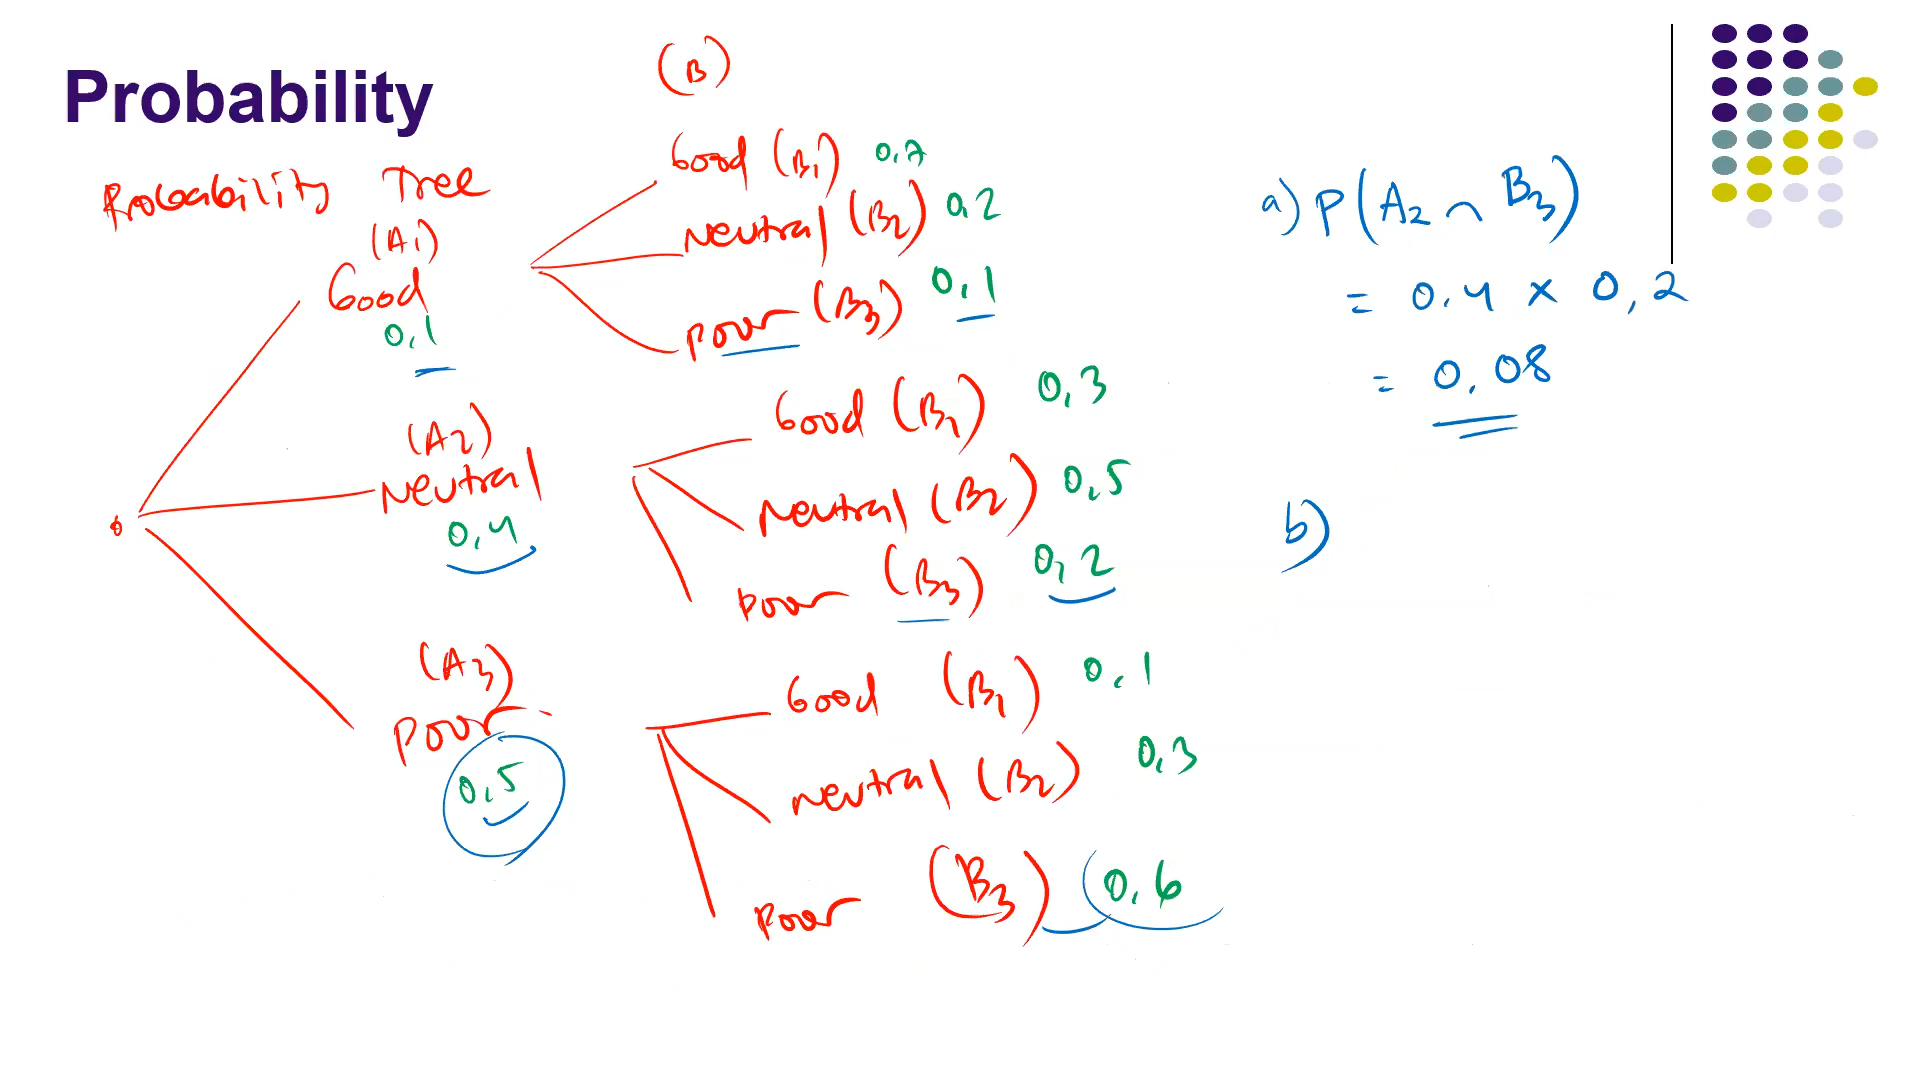 Probability
Probability Tree
(B)
(A1)
Good
0,1
Good (B1) 0,7
Neutral (B2) 0,2
poor (B3) 0,1
(A2)
Neutral
0,4
Good (B1) 0,3
Neutral (B2) 0,5
poor (B3) 0,2
(A3)
poor
0,5
Good (B1) 0,1
neutral (B2) 0,3
poor (B3) 0,6
a) P(A2 ∩ B3)
= 0.4 × 0,2
= 0.08
b)